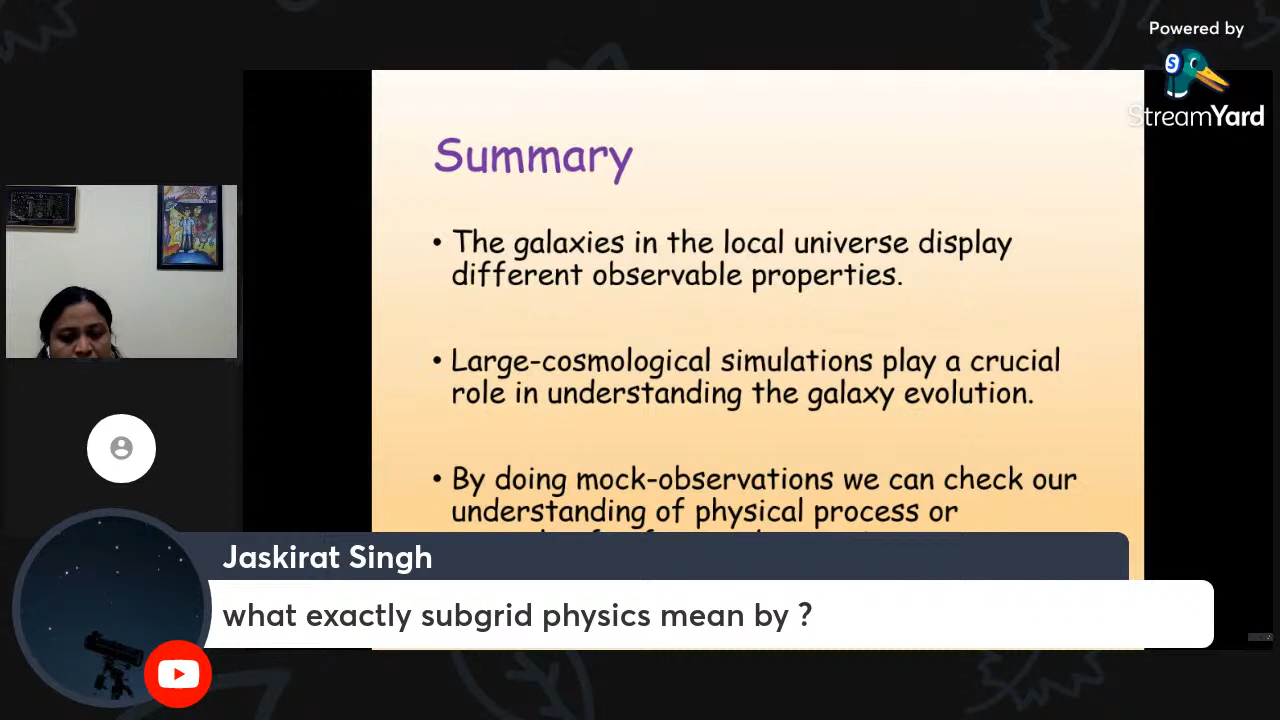 Powered by
StreamYard
Summary
• The galaxies in the local universe display
different observable properties.
• Large-cosmological simulations play a crucial
role in understanding the galaxy evolution.
• By doing mock-observations we can check our
understanding of physical process or
Jaskirat Singh
what exactly subgrid physics mean by ?